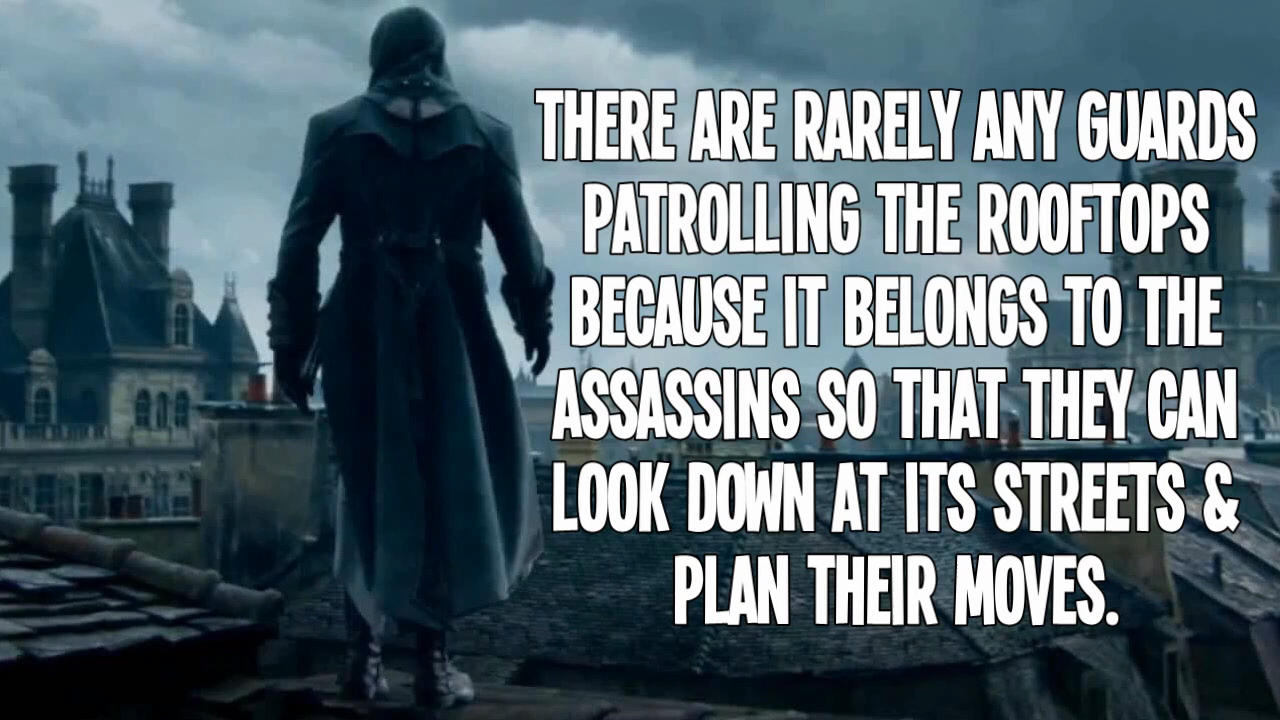 THERE ARE RARELY ANY GUARDS
PATROLLING THE ROOFTOPS
BECAUSE IT BELONGS TO THE
ASSASSINS SO THAT THEY CAN
LOOK DOWN AT ITS STREETS &
PLAN THEIR MOVES.